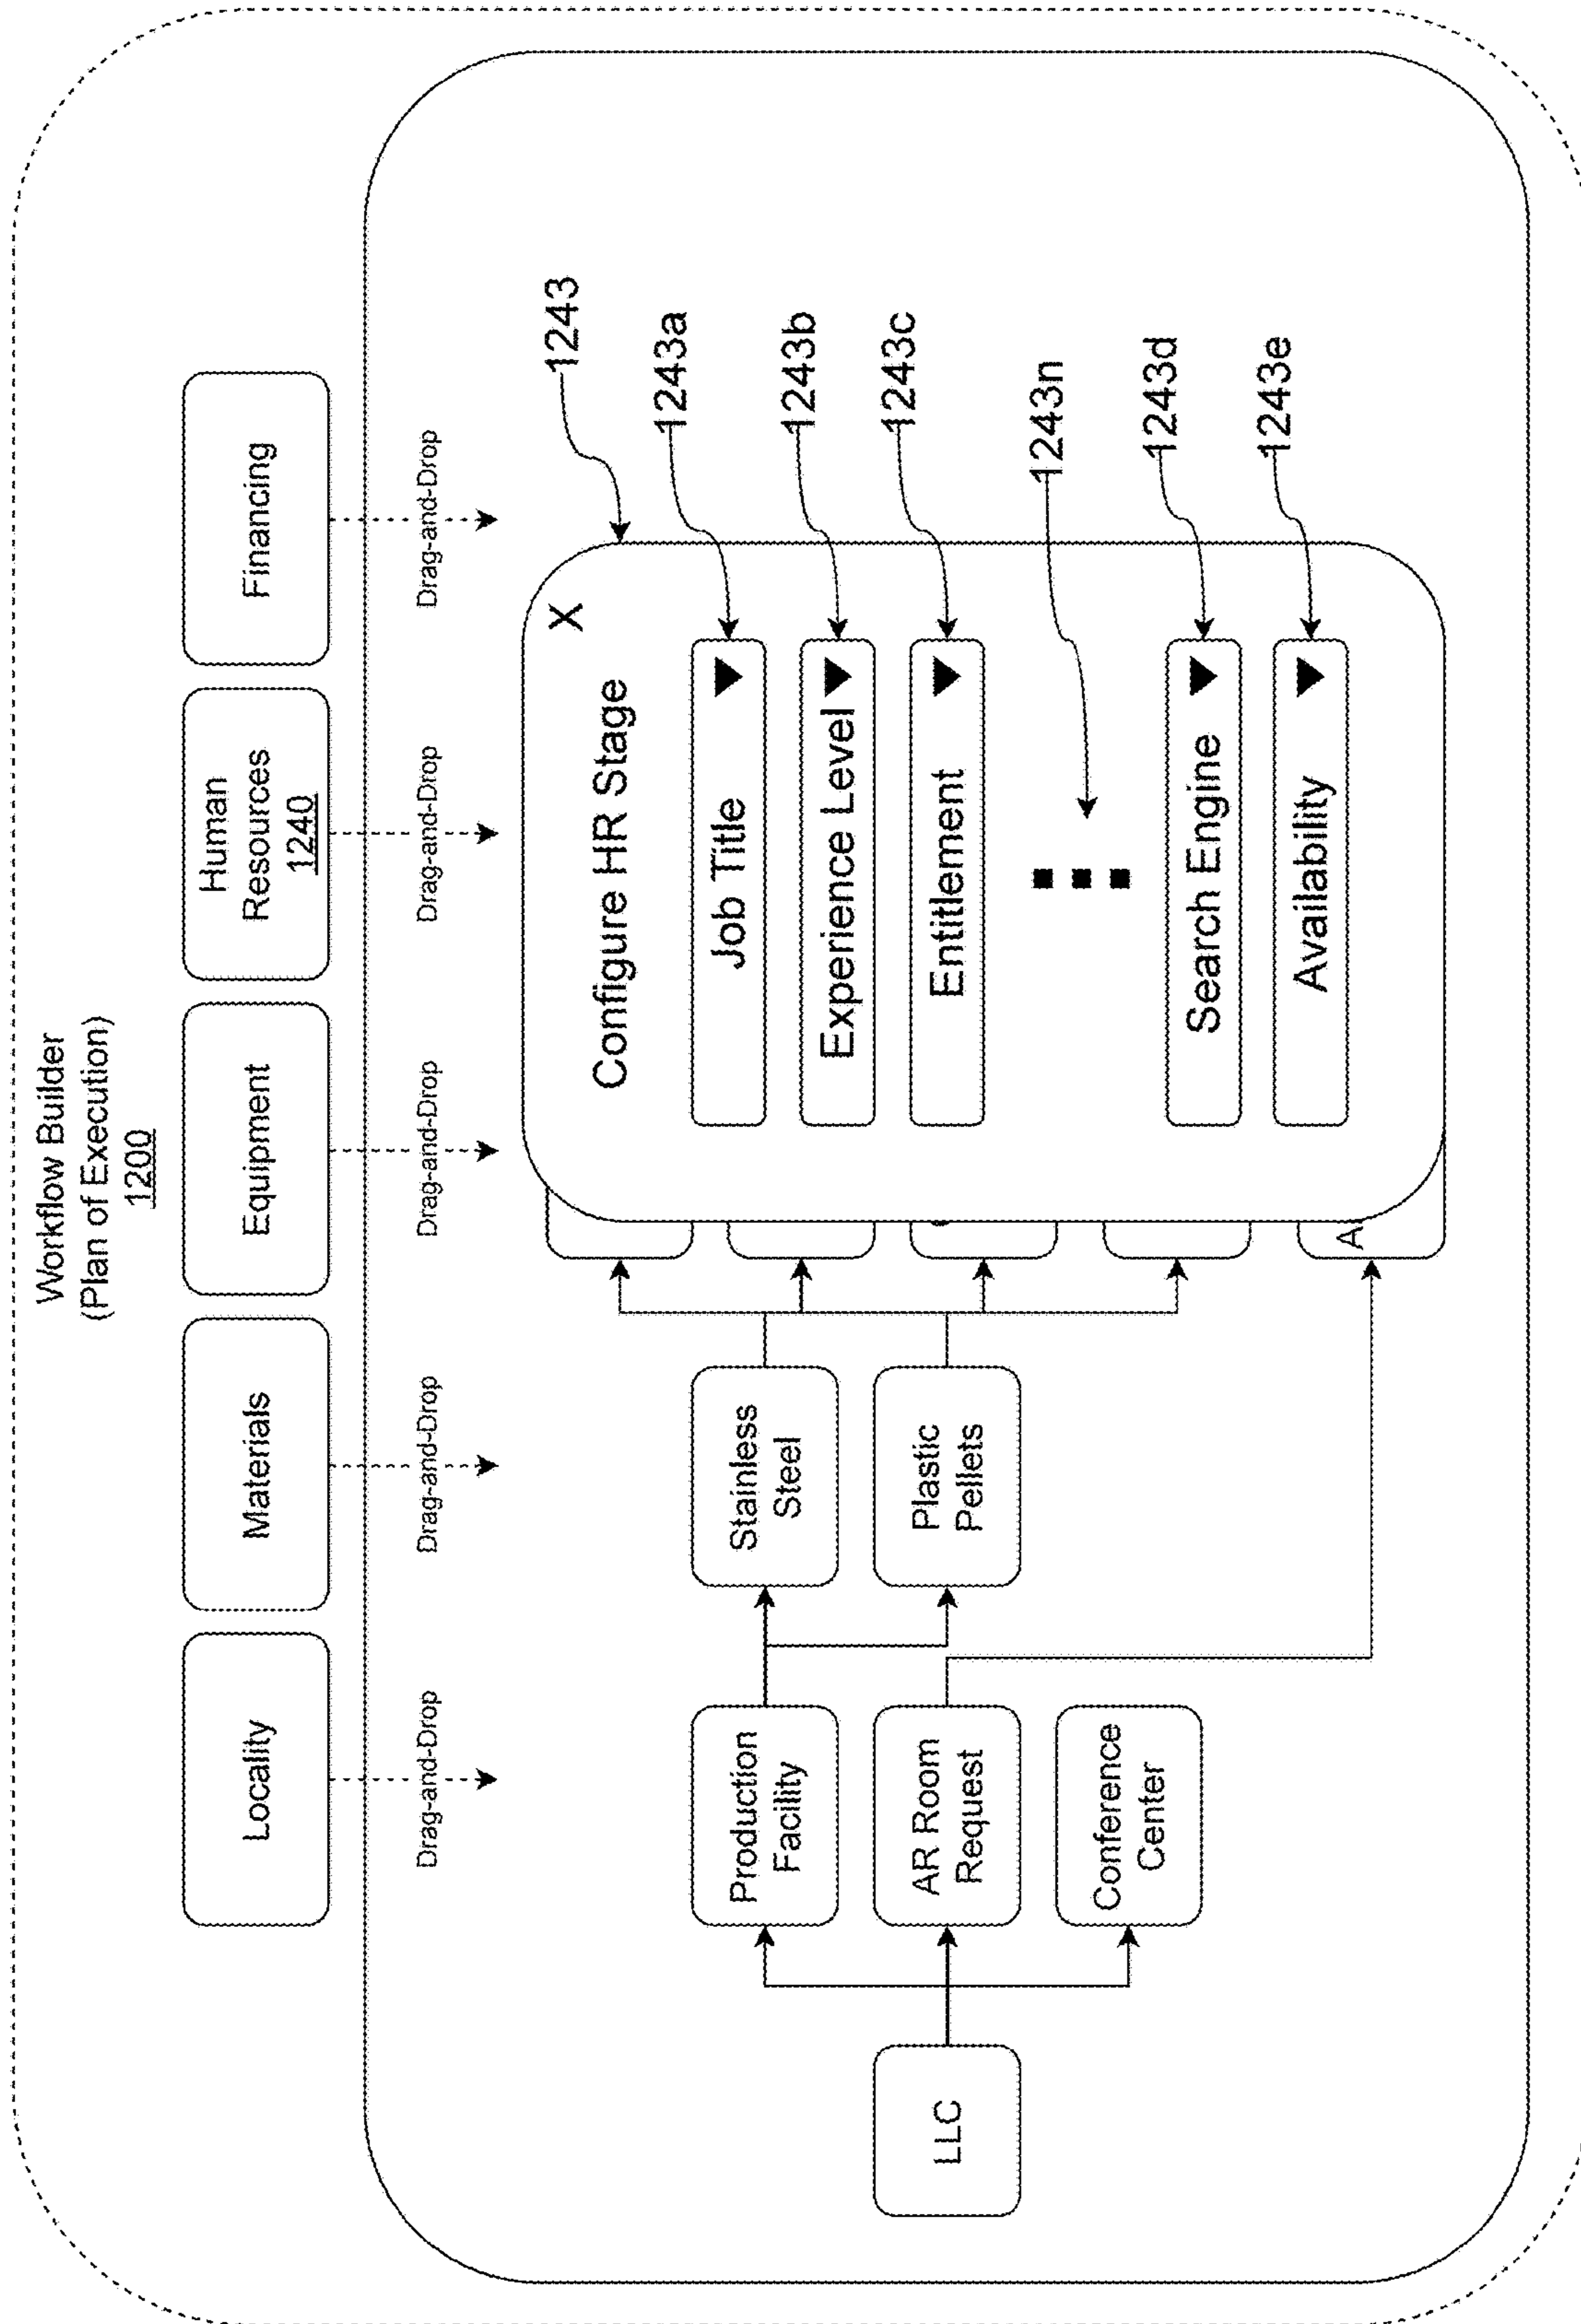 Workflow Builder
(Plan of Execution)
1200
Locality
Materials
Equipment
Human
Resources
1240
Financing
Drag-and-Drop
Drag-and-Drop
Drag-and-Drop
Drag-and-Drop
Drag-and-Drop
LLC
Production
Facility
AR Room
Request
Conference
Center
Stainless
Steel
Plastic
Pellets
A
X
Configure HR Stage
Job Title
Experience Level
Entitlement
Search Engine
Availability
1243
1243a
1243b
1243c
1243n
1243d
1243e